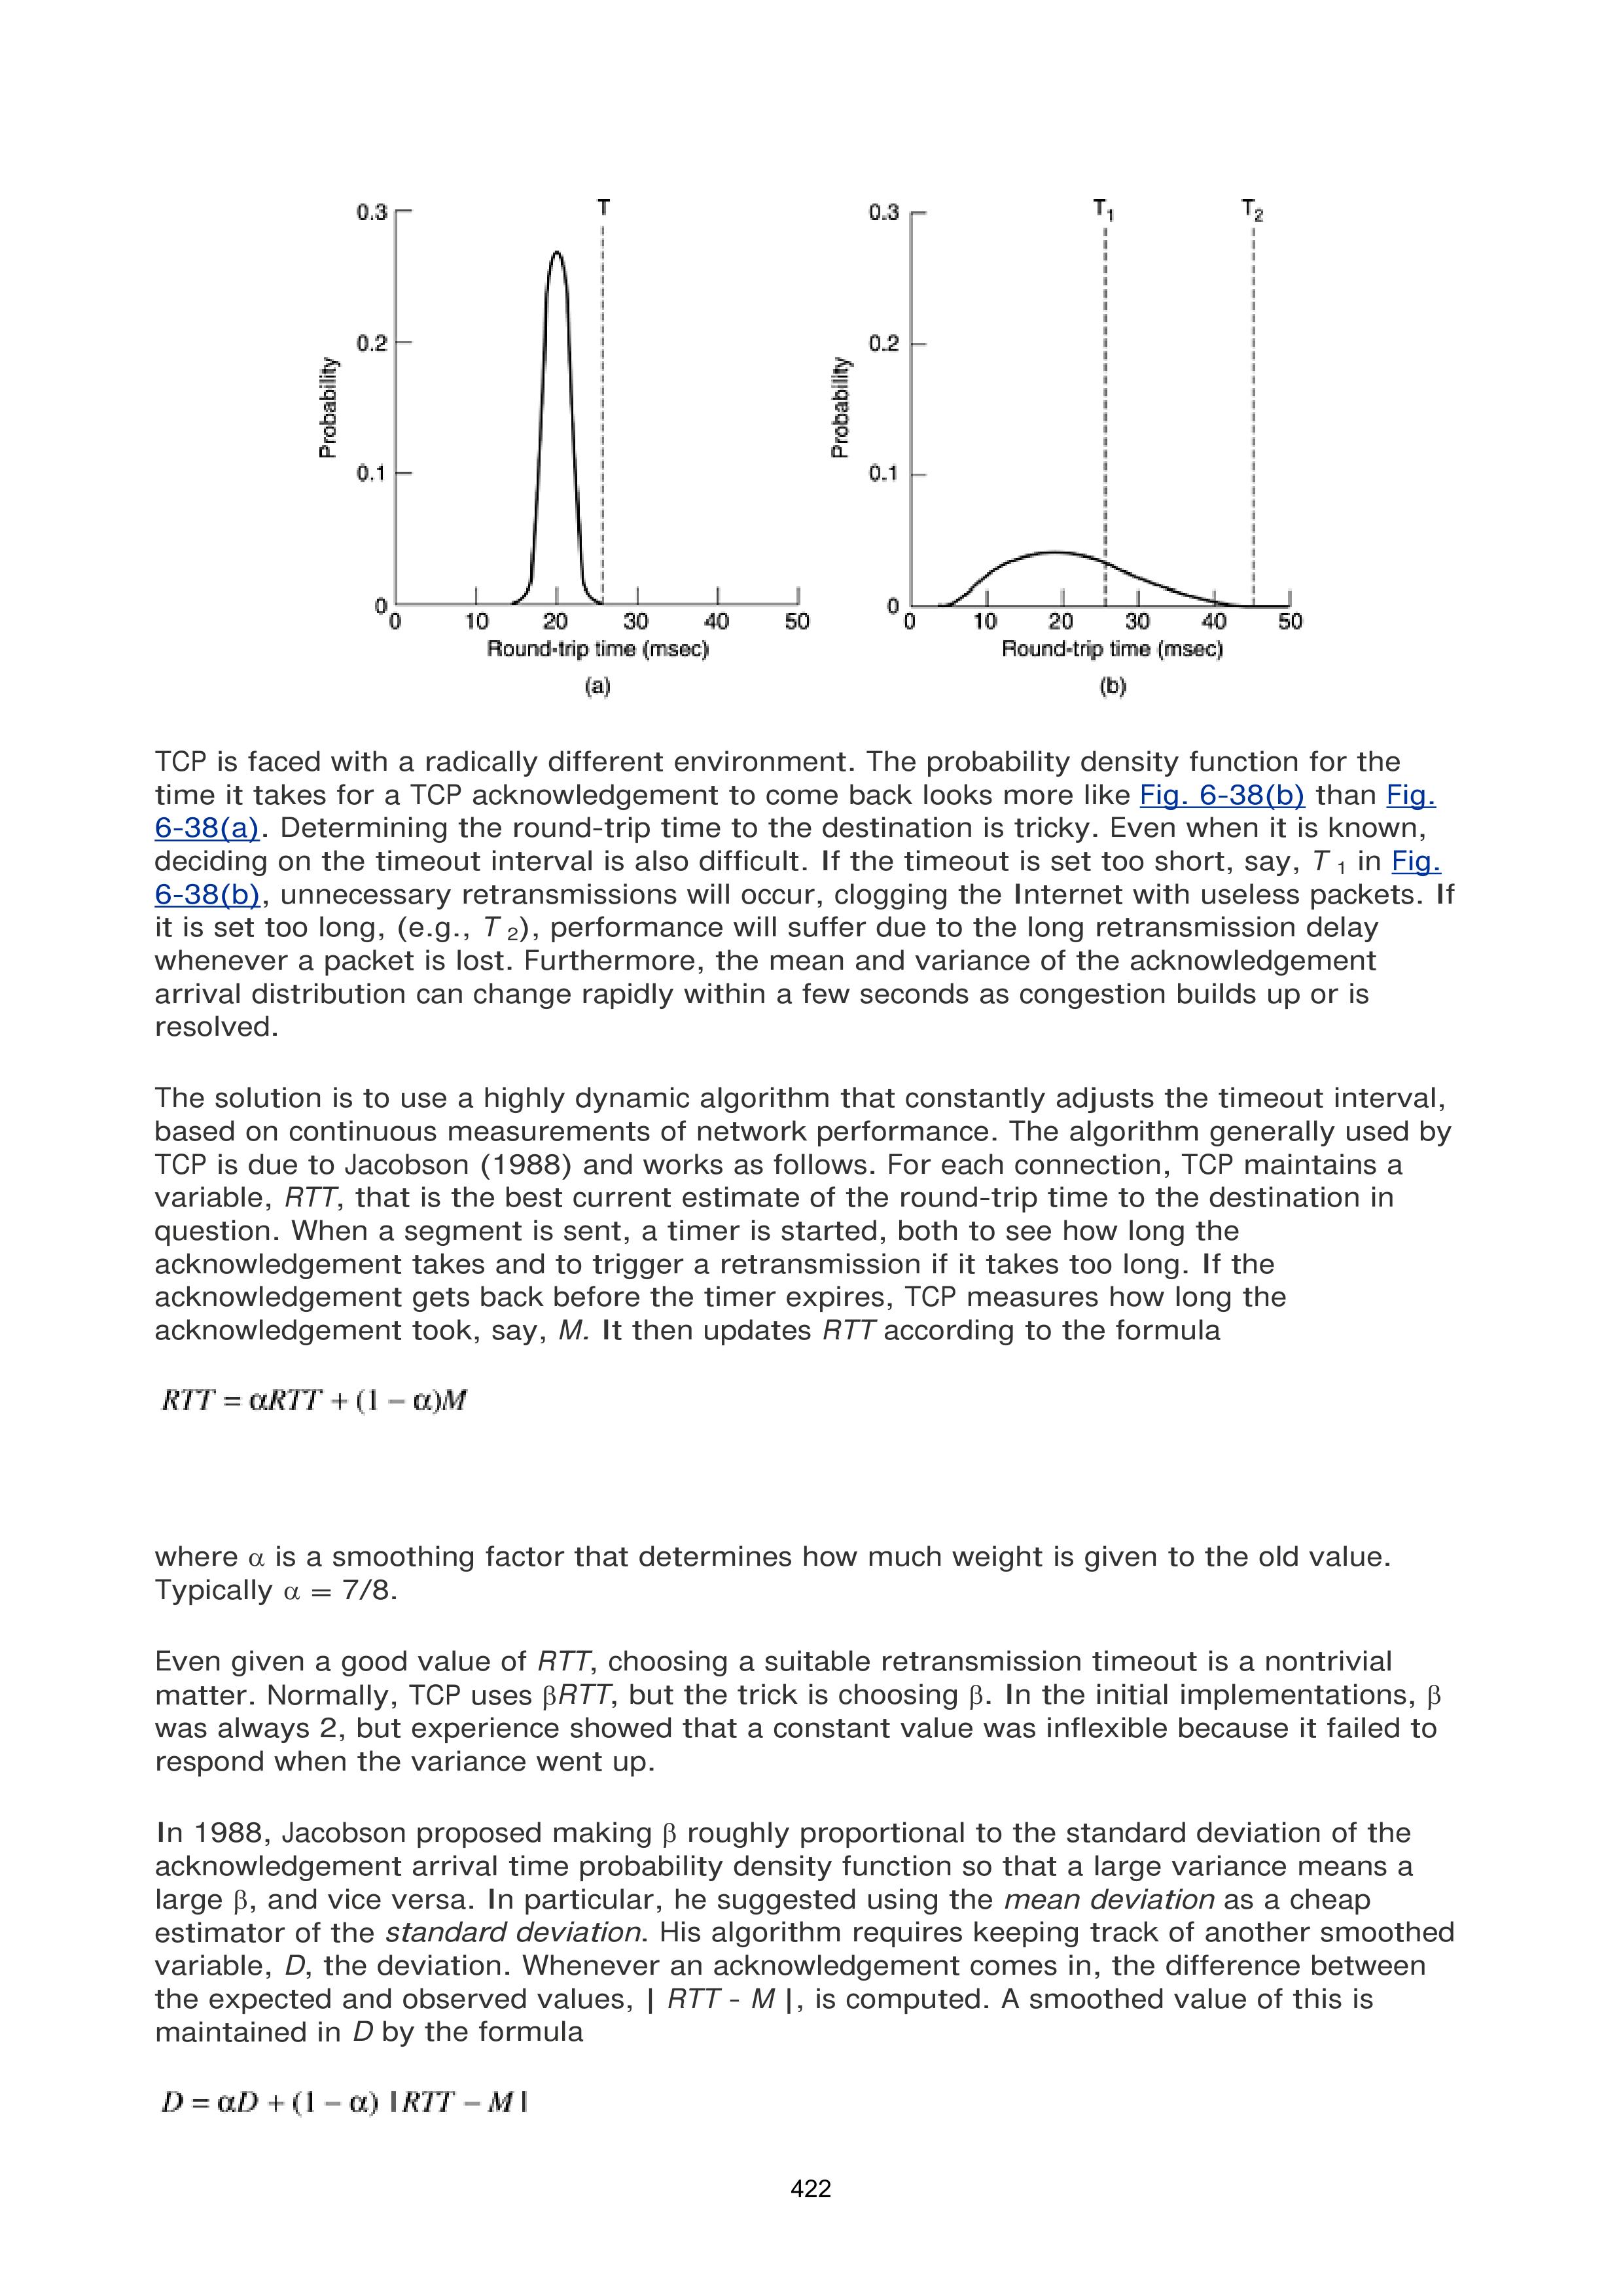 0.3
T
0.2
Probability
0.1
0
0
10
20
30
40
50
Round-trip time (msec)
(a)
0.3
T1
T2
0.2
Probability
0.1
0
0
10
20
30
40
50
Round-trip time (msec)
(b)
TCP is faced with a radically different environment. The probability density function for the
time it takes for a TCP acknowledgement to come back looks more like Fig. 6-38(b) than Fig.
6-38(a). Determining the round-trip time to the destination is tricky. Even when it is known,
deciding on the timeout interval is also difficult. If the timeout is set too short, say, T 1 in Fig.
6-38(b), unnecessary retransmissions will occur, clogging the Internet with useless packets. If
it is set too long, (e.g., T 2), performance will suffer due to the long retransmission delay
whenever a packet is lost. Furthermore, the mean and variance of the acknowledgement
arrival distribution can change rapidly within a few seconds as congestion builds up or is
resolved.
The solution is to use a highly dynamic algorithm that constantly adjusts the timeout interval,
based on continuous measurements of network performance. The algorithm generally used by
TCP is due to Jacobson (1988) and works as follows. For each connection, TCP maintains a
variable, RTT, that is the best current estimate of the round-trip time to the destination in
question. When a segment is sent, a timer is started, both to see how long the
acknowledgement takes and to trigger a retransmission if it takes too long. If the
acknowledgement gets back before the timer expires, TCP measures how long the
acknowledgement took, say, M. It then updates RTT according to the formula
RTT = αRTT + (1 − α)M
where α is a smoothing factor that determines how much weight is given to the old value.
Typically α = 7/8.
Even given a good value of RTT, choosing a suitable retransmission timeout is a nontrivial
matter. Normally, TCP uses βRTT, but the trick is choosing β. In the initial implementations, β
was always 2, but experience showed that a constant value was inflexible because it failed to
respond when the variance went up.
In 1988, Jacobson proposed making β roughly proportional to the standard deviation of the
acknowledgement arrival time probability density function so that a large variance means a
large β, and vice versa. In particular, he suggested using the mean deviation as a cheap
estimator of the standard deviation. His algorithm requires keeping track of another smoothed
variable, D, the deviation. Whenever an acknowledgement comes in, the difference between
the expected and observed values, | RTT - M |, is computed. A smoothed value of this is
maintained in D by the formula
D = αD + (1 − α) | RTT − M |
422